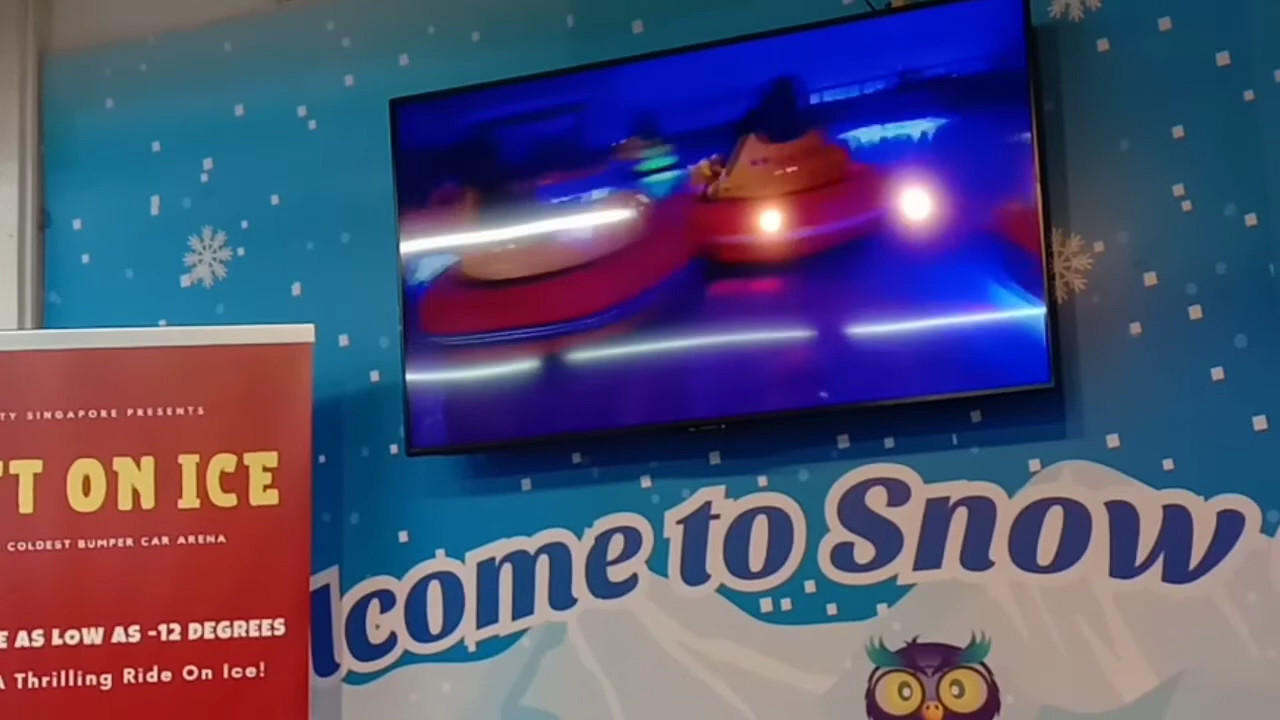 TY SINGAPORE PRESENTS
T ON ICE
COLDEST BUMPER CAR ARENA
E AS LOW AS -12 DEGREES
A Thrilling Ride On Ice!
lcome to Snow